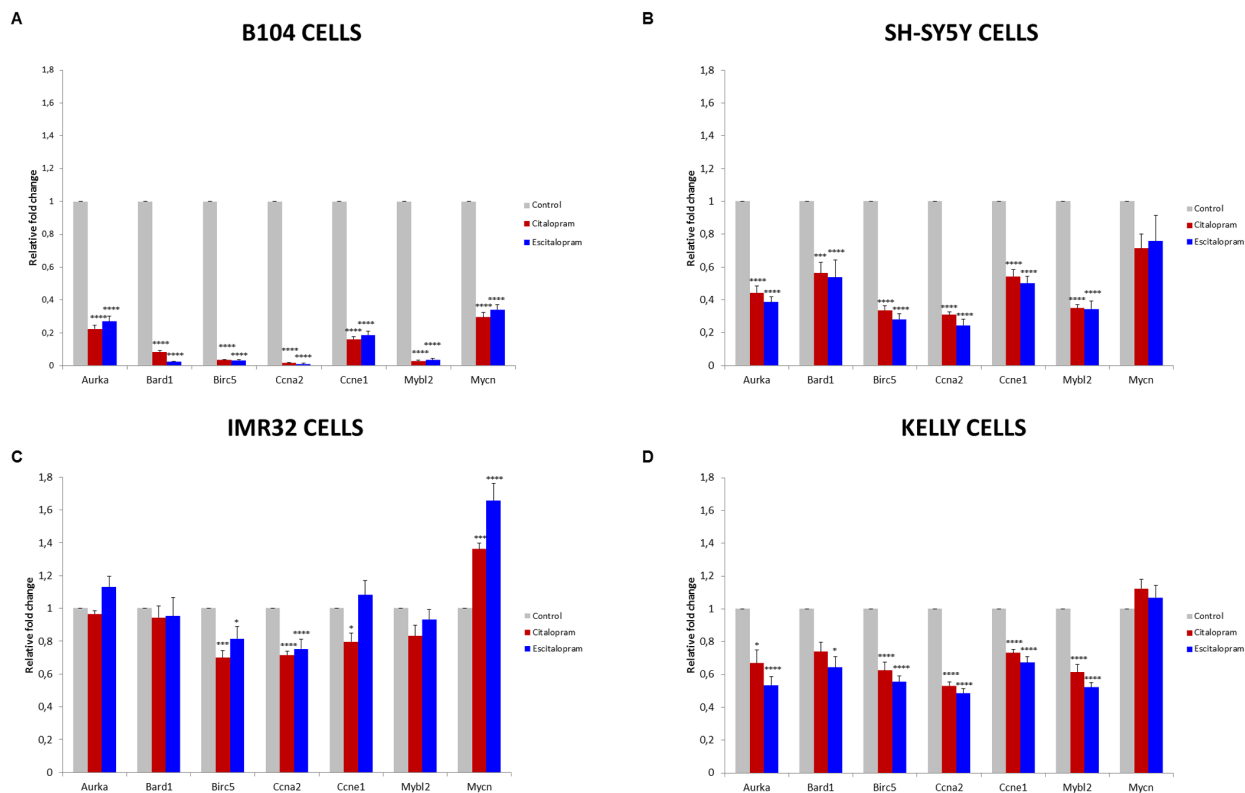 A
B104 CELLS
1,8
1,6
1,4
1,2
1
0,8
0,6
0,4
0,2
0
Relative fold change
**** **** **** **** **** **** **** **** **** **** **** **** **** ****
Control
Citalopram
Escitalopram
Aurka Bard1 Birc5 Ccna2 Ccne1 Mybl2 Mycn
B
SH-SY5Y CELLS
1,8
1,6
1,4
1,2
1
0,8
0,6
0,4
0,2
0
Relative fold change
**** **** *** **** **** **** **** **** **** **** **** ****
Control
Citalopram
Escitalopram
Aurka Bard1 Birc5 Ccna2 Ccne1 Mybl2 Mycn
IMR32 CELLS
C
1,8
1,6
1,4
1,2
1
0,8
0,6
0,4
0,2
0
Relative fold change
*** * **** **** * *** ****
Control
Citalopram
Escitalopram
Aurka Bard1 Birc5 Ccna2 Ccne1 Mybl2 Mycn
KELLY CELLS
D
1,8
1,6
1,4
1,2
1
0,8
0,6
0,4
0,2
0
Relative fold change
* **** * **** **** **** **** **** **** **** ****
Control
Citalopram
Escitalopram
Aurka Bard1 Birc5 Ccna2 Ccne1 Mybl2 Mycn